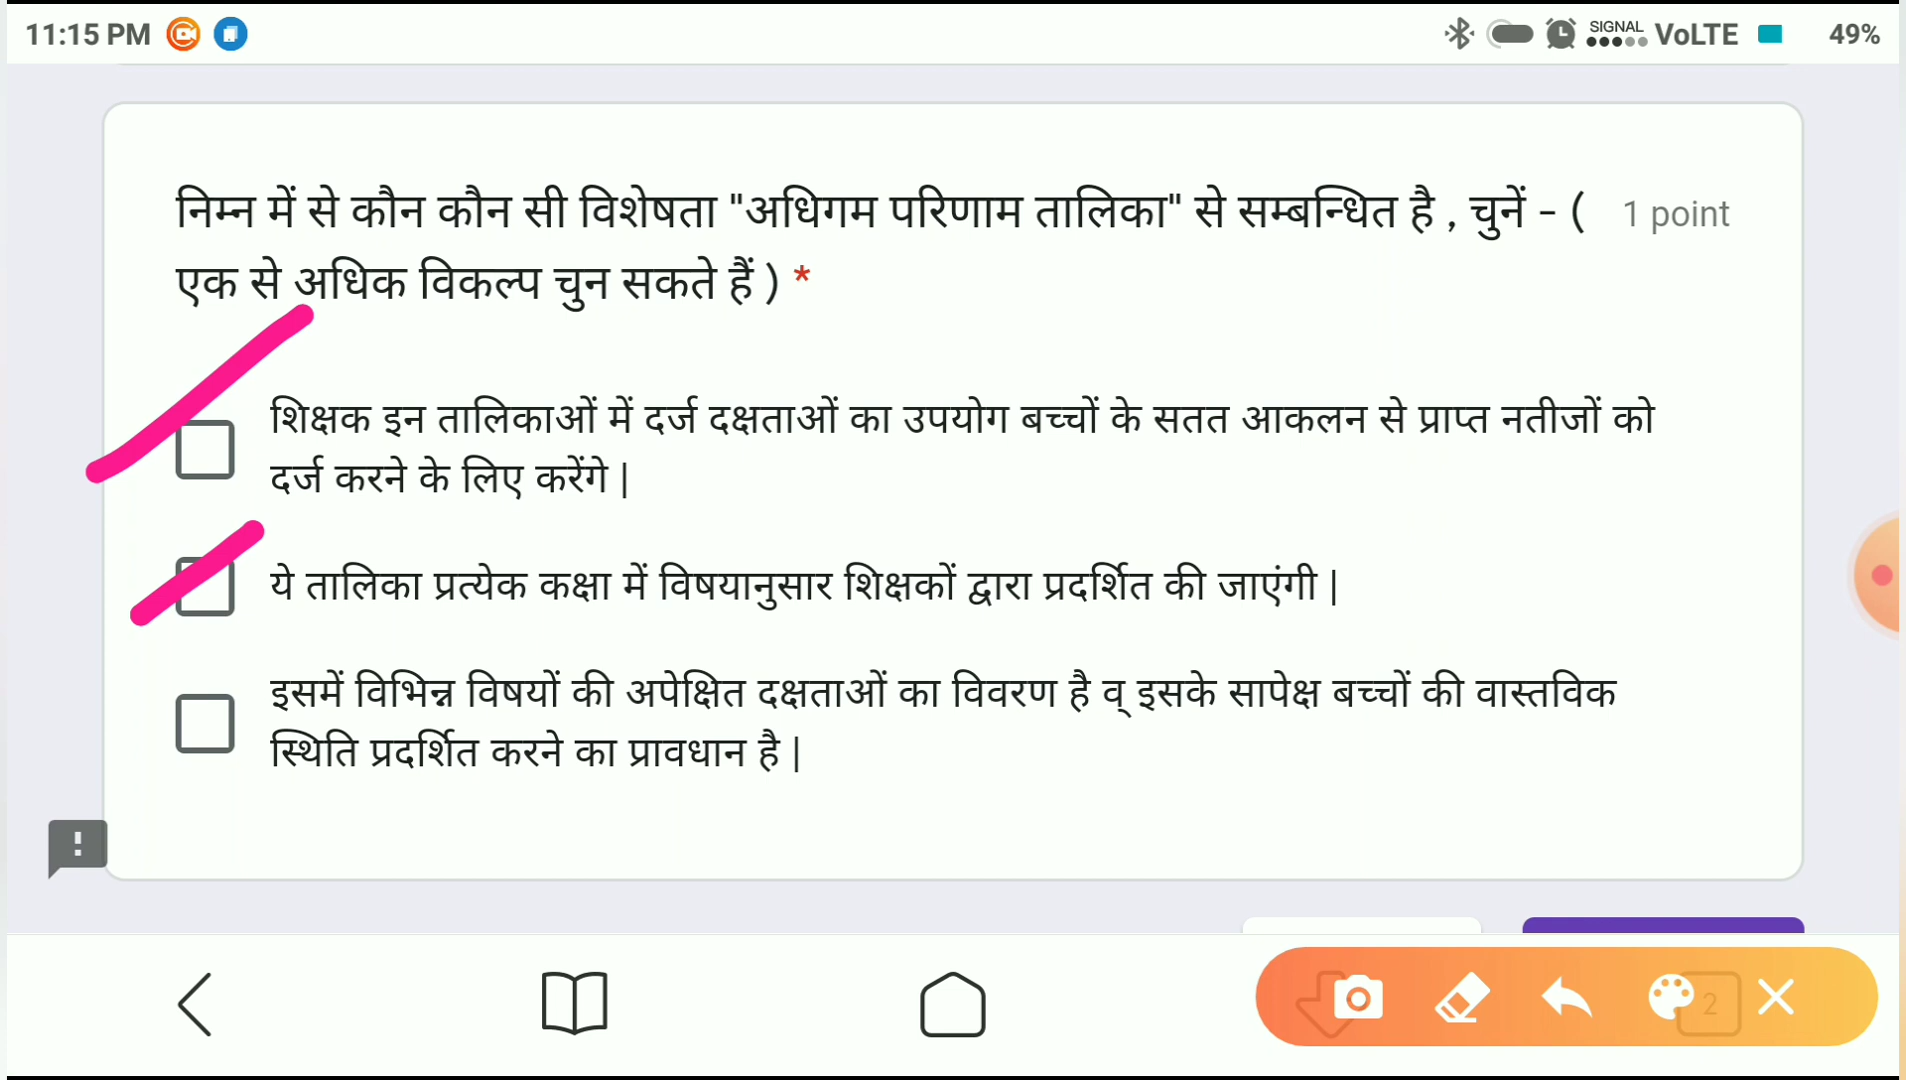 11:15 PM
SIGNAL VoLTE 49%
निम्न में से कौन कौन सी विशेषता "अधिगम परिणाम तालिका" से सम्बन्धित है , चुनें - ( 1 point
एक से अधिक विकल्प चुन सकते हैं ) *
शिक्षक इन तालिकाओं में दर्ज दक्षताओं का उपयोग बच्चों के सतत आकलन से प्राप्त नतीजों को
दर्ज करने के लिए करेंगे |
ये तालिका प्रत्येक कक्षा में विषयानुसार शिक्षकों द्वारा प्रदर्शित की जाएंगी |
इसमें विभिन्न विषयों की अपेक्षित दक्षताओं का विवरण है व् इसके सापेक्ष बच्चों की वास्तविक
स्थिति प्रदर्शित करने का प्रावधान है |
2